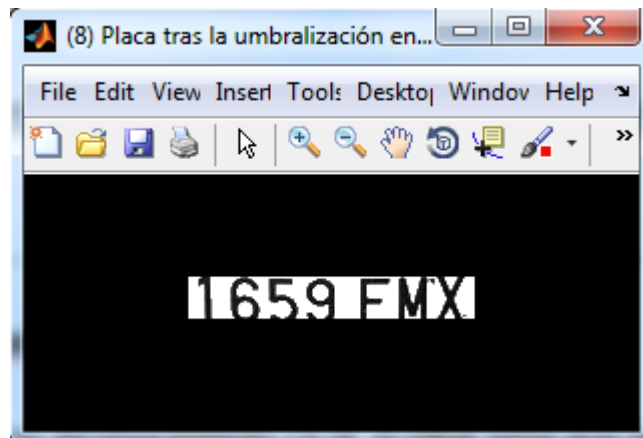 (8) Placa tras la umbralización en...
File Edit View Insert Tools Desktop Window Help
1659 FMX